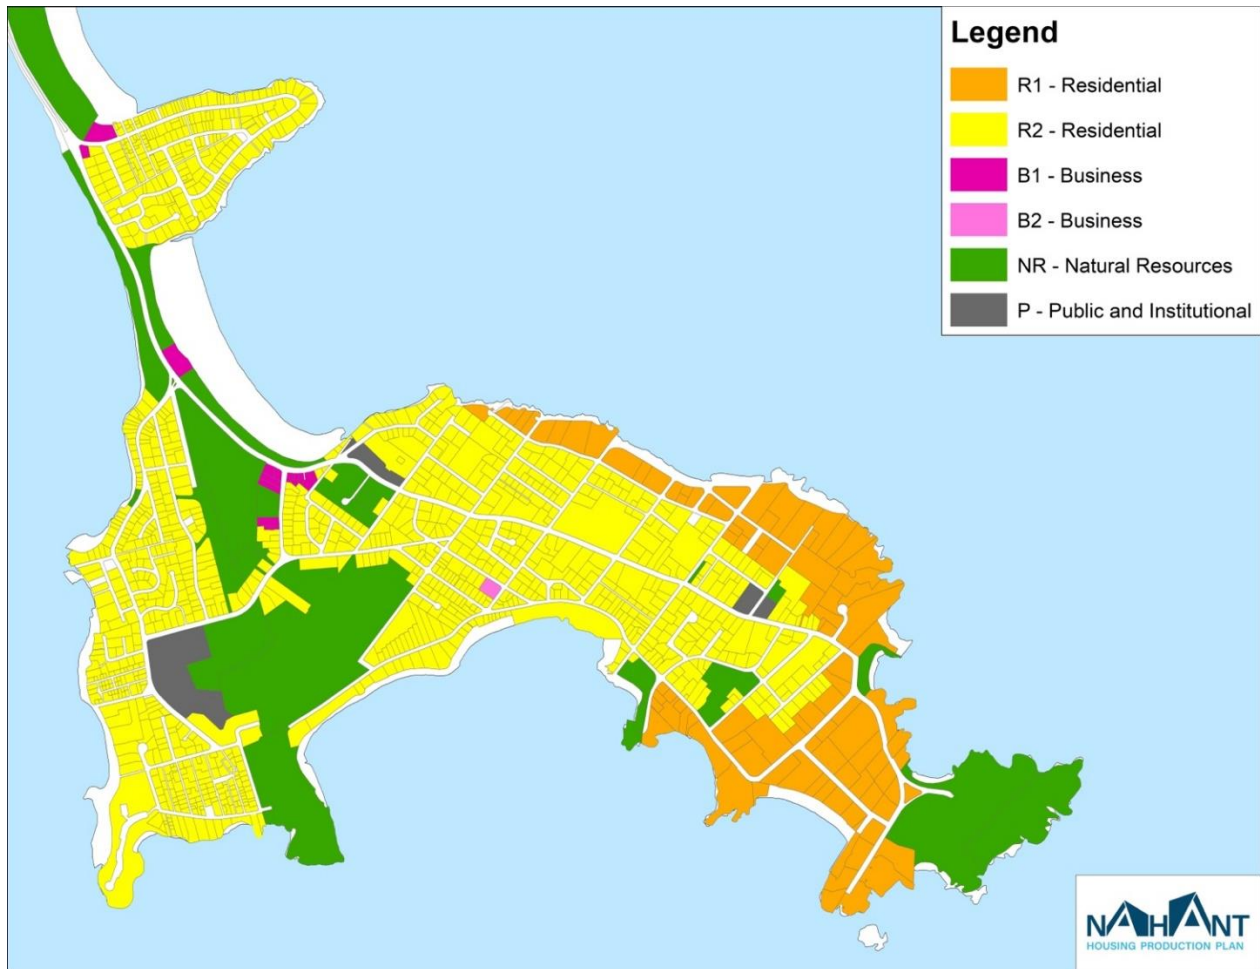 Legend
R1 - Residential
R2 - Residential
B1 - Business
B2 - Business
NR - Natural Resources
P - Public and Institutional
NAHANT
HOUSING PRODUCTION PLAN